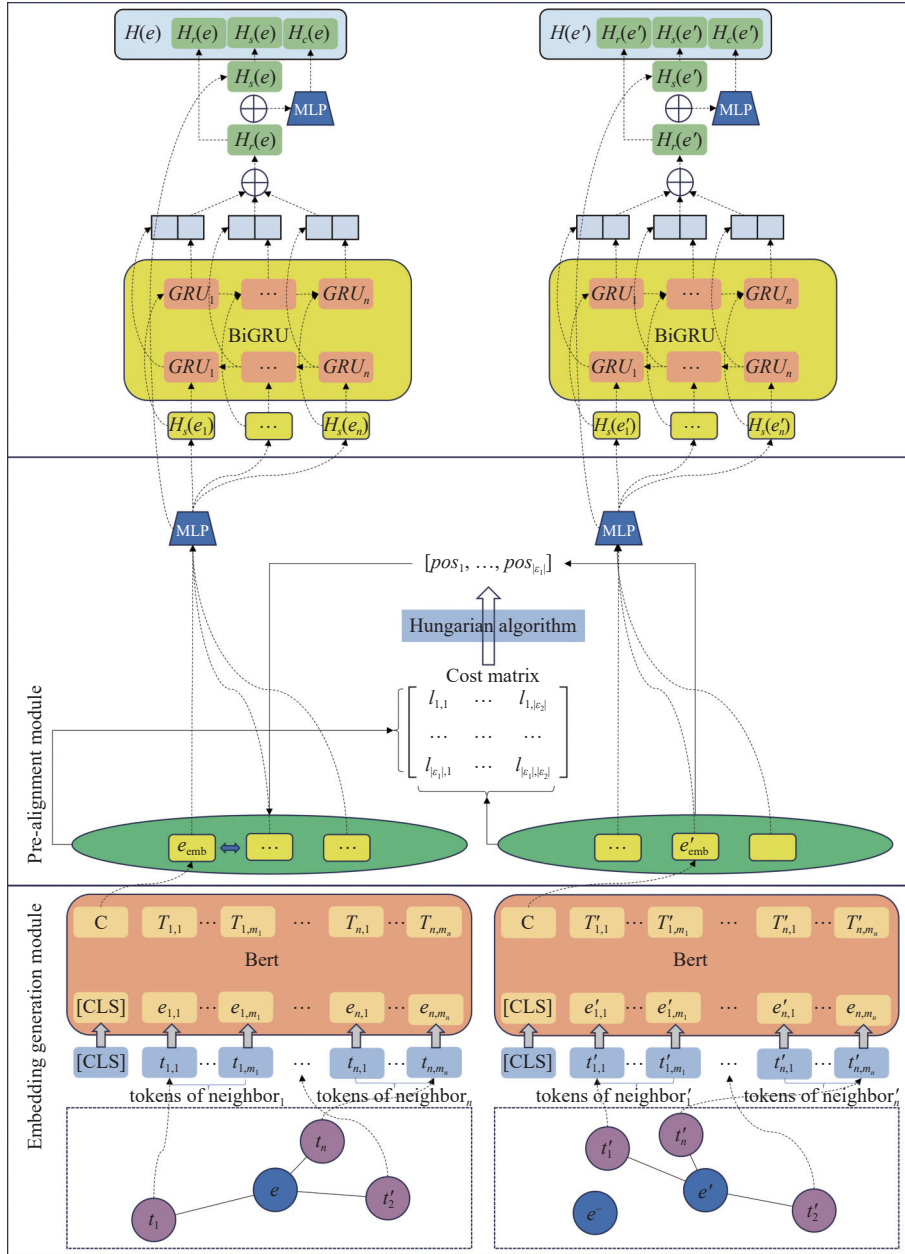 H(e) H_r(e) H_s(e) H_c(e) H(e′) H_r(e′) H_s(e′) H_c(e′)
H_s(e) H_s(e′)
MLP MLP
H_r(e) H_r(e′)
GRU_1 ⋯ GRU_n GRU_1 ⋯ GRU_n
BiGRU BiGRU
GRU_1 ⋯ GRU_n GRU_1 ⋯ GRU_n
H_s(e_1) ⋯ H_s(e_n) H_s(e′_1) ⋯ H_s(e′_n)
MLP MLP
[pos_1, …, pos_|ε_1|]
Hungarian algorithm
Cost matrix
l_1,1 ⋯ l_1,|ε_2|
⋯ ⋯ ⋯
l_|ε_1|,1 ⋯ l_|ε_1|,|ε_2|
Pre-alignment module
e_emb ⋯ ⋯ ⋯ e′_emb
Embedding generation module
C T_1,1 ⋯ T_1,m_1 ⋯ T_n,1 ⋯ T_n,m_n C T′_1,1 ⋯ T′_1,m_1 ⋯ T′_n,1 ⋯ T′_n,m_n
Bert Bert
[CLS] e_1,1 ⋯ e_1,m_1 ⋯ e_n,1 ⋯ e_n,m_n [CLS] e′_1,1 ⋯ e′_1,m_1 ⋯ e′_n,1 ⋯ e_n,m_n
[CLS] t_1,1 ⋯ t_1,m_1 ⋯ t_n,1 ⋯ t_n,m_n [CLS] t′_1,1 ⋯ t′_1,m_1 ⋯ t′_n,1 ⋯ t′_n,m_n
tokens of neighbor_1 tokens of neighbor_n tokens of neighbor′_1 tokens of neighbor′_n
t_n t′_1 t′_n
e e′
t_1 t′_2 e⁻ t′_2